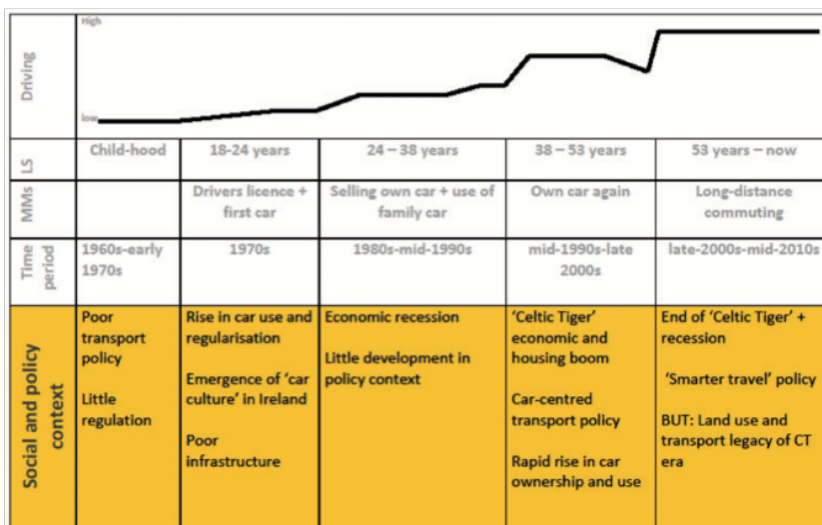 High
Driving
low
LS
Child-hood
18-24 years
24 – 38 years
38 – 53 years
53 years – now
MMs
Drivers licence +
first car
Selling own car + use of
family car
Own car again
Long-distance
commuting
Time
period
1960s-early
1970s
1970s
1980s-mid-1990s
mid-1990s-late
2000s
late-2000s-mid-2010s
Social and policy
context
Poor
transport
policy
Little
regulation
Rise in car use and
regularisation
Emergence of ‘car
culture’ in Ireland
Poor
infrastructure
Economic recession
Little development in
policy context
‘Celtic Tiger’
economic and
housing boom
Car-centred
transport policy
Rapid rise in car
ownership and use
End of ‘Celtic Tiger’ +
recession
‘Smarter travel’ policy
BUT: Land use and
transport legacy of CT
era